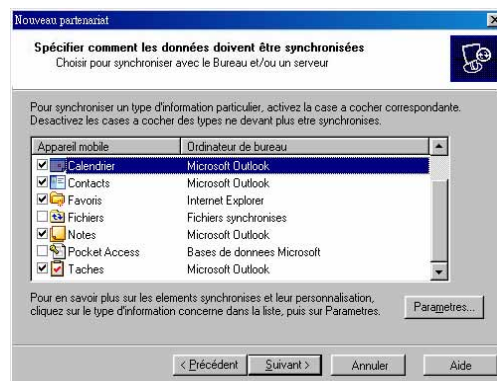 Nouveau partenariat
Spécifier comment les données doivent être synchronisées
Choisir pour synchroniser avec le Bureau et/ou un serveur
Pour synchroniser un type d'information particulier, activez la case a cocher correspondante.
Desactivez les cases a cocher des types ne devant plus etre synchronises.
Appareil mobile Ordinateur de bureau
Calendrier Microsoft Outlook
Contacts Microsoft Outlook
Favoris Internet Explorer
Fichiers Fichiers synchronises
Notes Microsoft Outlook
Pocket Access Bases de donnees Microsoft
Taches Microsoft Outlook
Pour en savoir plus sur les elements synchronises et leur personnalisation,
cliquez sur le type d'information concerne dans la liste, puis sur Parametres.
Parametres...
< Précédent Suivant > Annuler Aide